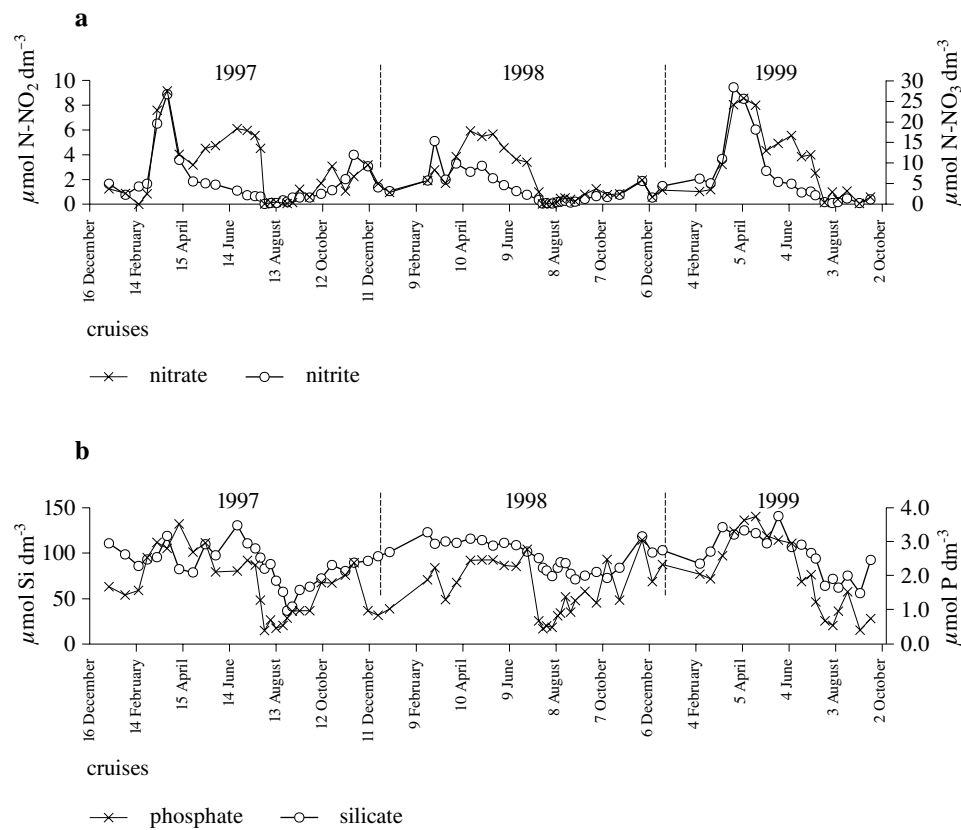 a
1997 1998 1999
μmol N-NO₂ dm⁻³
10
8
6
4
2
0
30
25
20
15
10
5
0
μmol N-NO₃ dm⁻³
16 December
14 February
15 April
14 June
13 August
12 October
11 December
9 February
10 April
9 June
8 August
7 October
6 December
4 February
5 April
4 June
3 August
2 October
cruises
nitrate nitrite
b
1997 1998 1999
μmol Si dm⁻³
150
100
50
0
4.0
3.0
2.0
1.0
0.0
μmol P dm⁻³
16 December
14 February
15 April
14 June
13 August
12 October
11 December
9 February
10 April
9 June
8 August
7 October
6 December
4 February
5 April
4 June
3 August
2 October
cruises
phosphate silicate